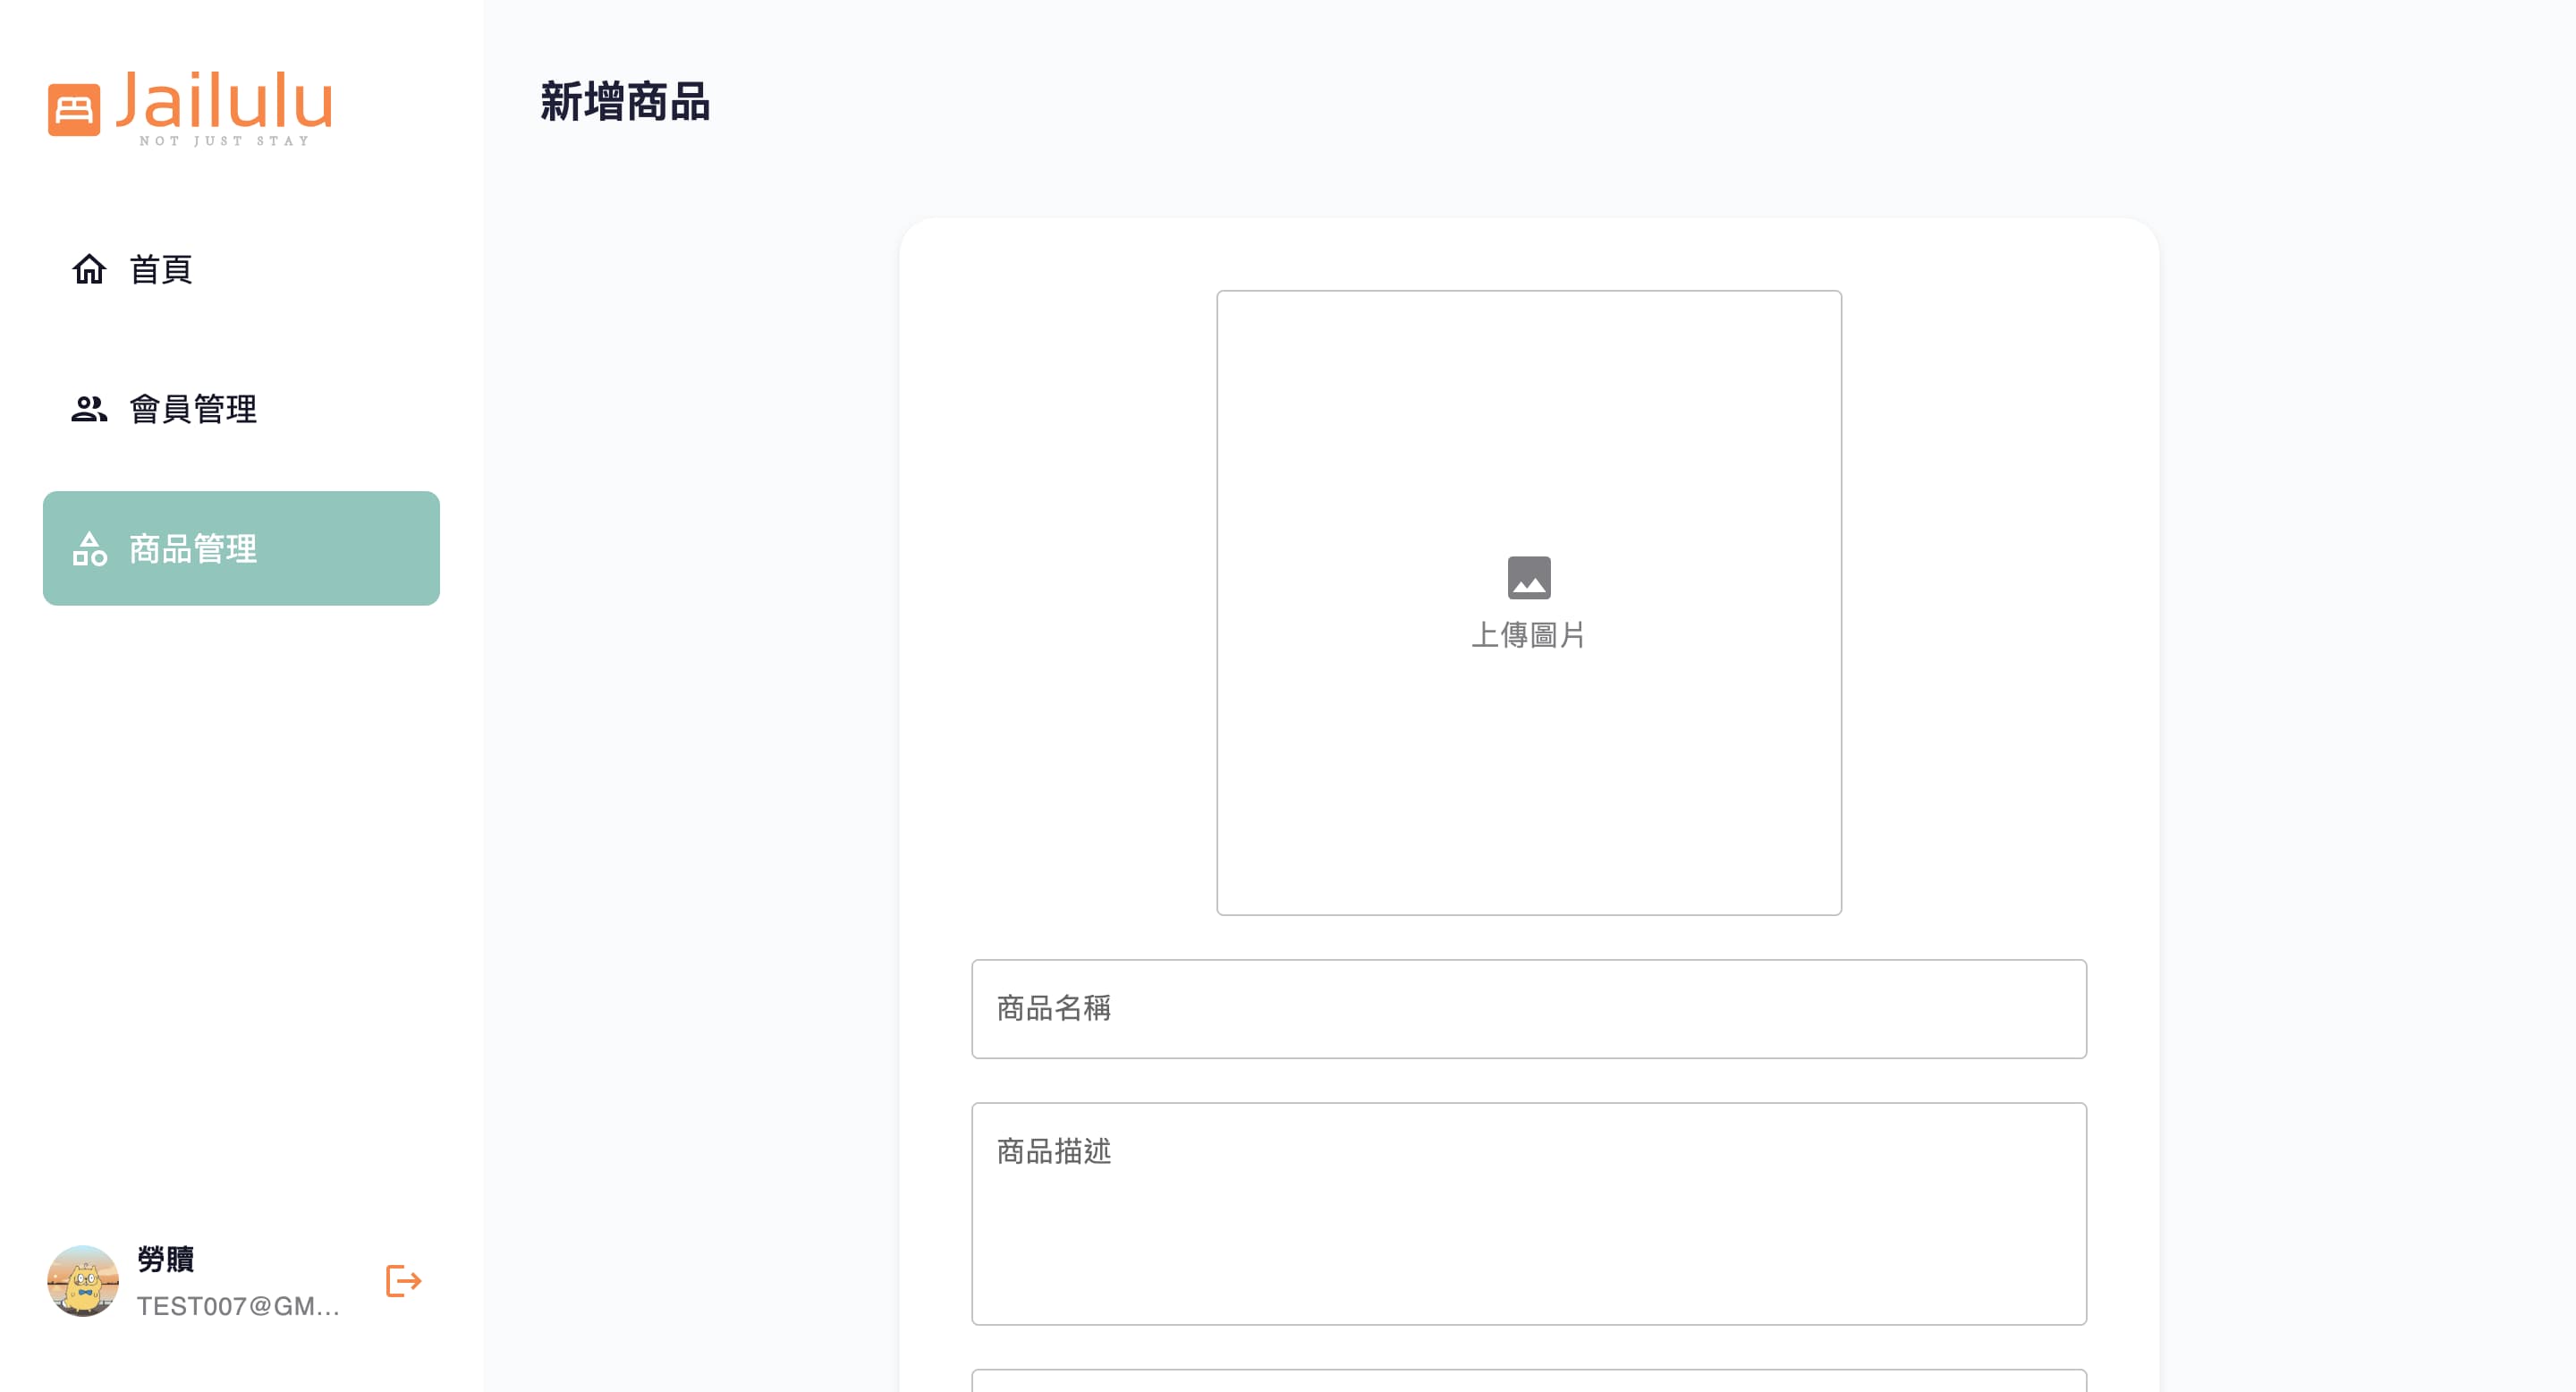 Jailulu
NOT JUST STAY
首頁
會員管理
商品管理
勞贖
TEST007@GM...
新增商品
上傳圖片
商品名稱
商品描述